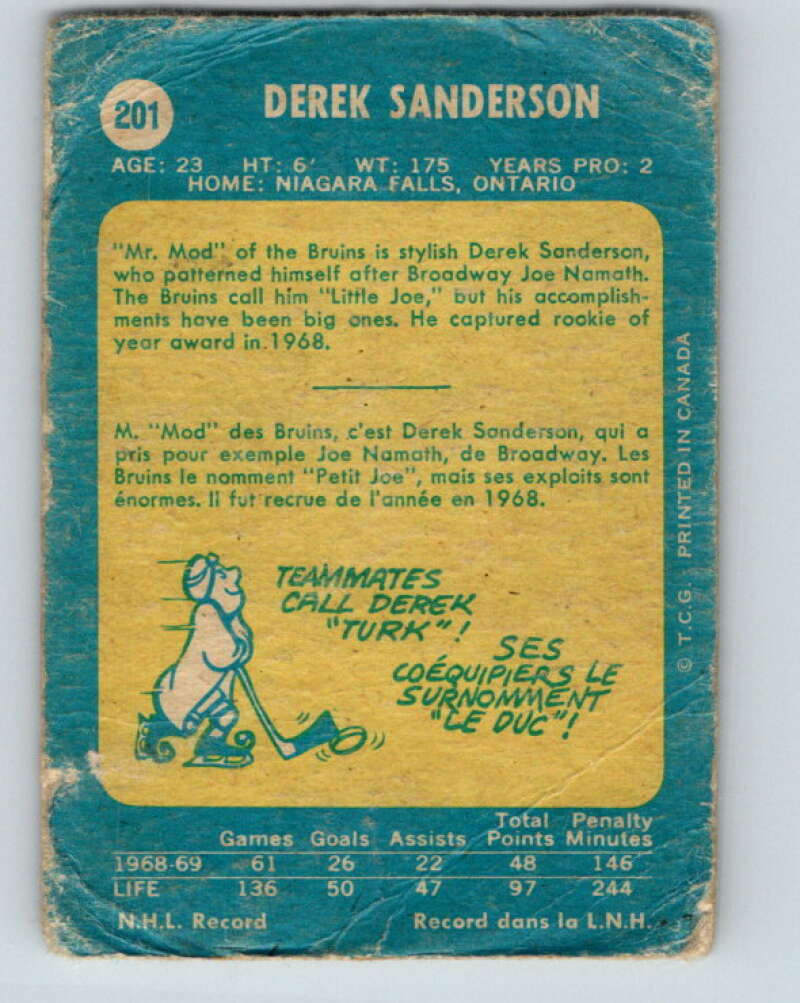 201
DEREK SANDERSON
AGE: 23 HT: 6' WT: 175 YEARS PRO: 2
HOME: NIAGARA FALLS, ONTARIO
"Mr. Mod" of the Bruins is stylish Derek Sanderson,
who patterned himself after Broadway Joe Namath.
The Bruins call him "Little Joe," but his accomplish-
ments have been big ones. He captured rookie of
year award in 1968.
M. "Mod" des Bruins, c'est Derek Sanderson, qui a
pris pour exemple Joe Namath, de Broadway. Les
Bruins le nomment "Petit Joe", mais ses exploits sont
énormes. Il fut recrue de l'année en 1968.
TEAMMATES
CALL DEREK
"TURK"!
SES
COÉQUIPIERS LE
SURNOMMENT
"LE DUC"!
© T.C.G. PRINTED IN CANADA
Total Penalty
Games Goals Assists Points Minutes
1968-69 61 26 22 48 146
LIFE 136 50 47 97 244
N.H.L. Record Record dans la L.N.H.